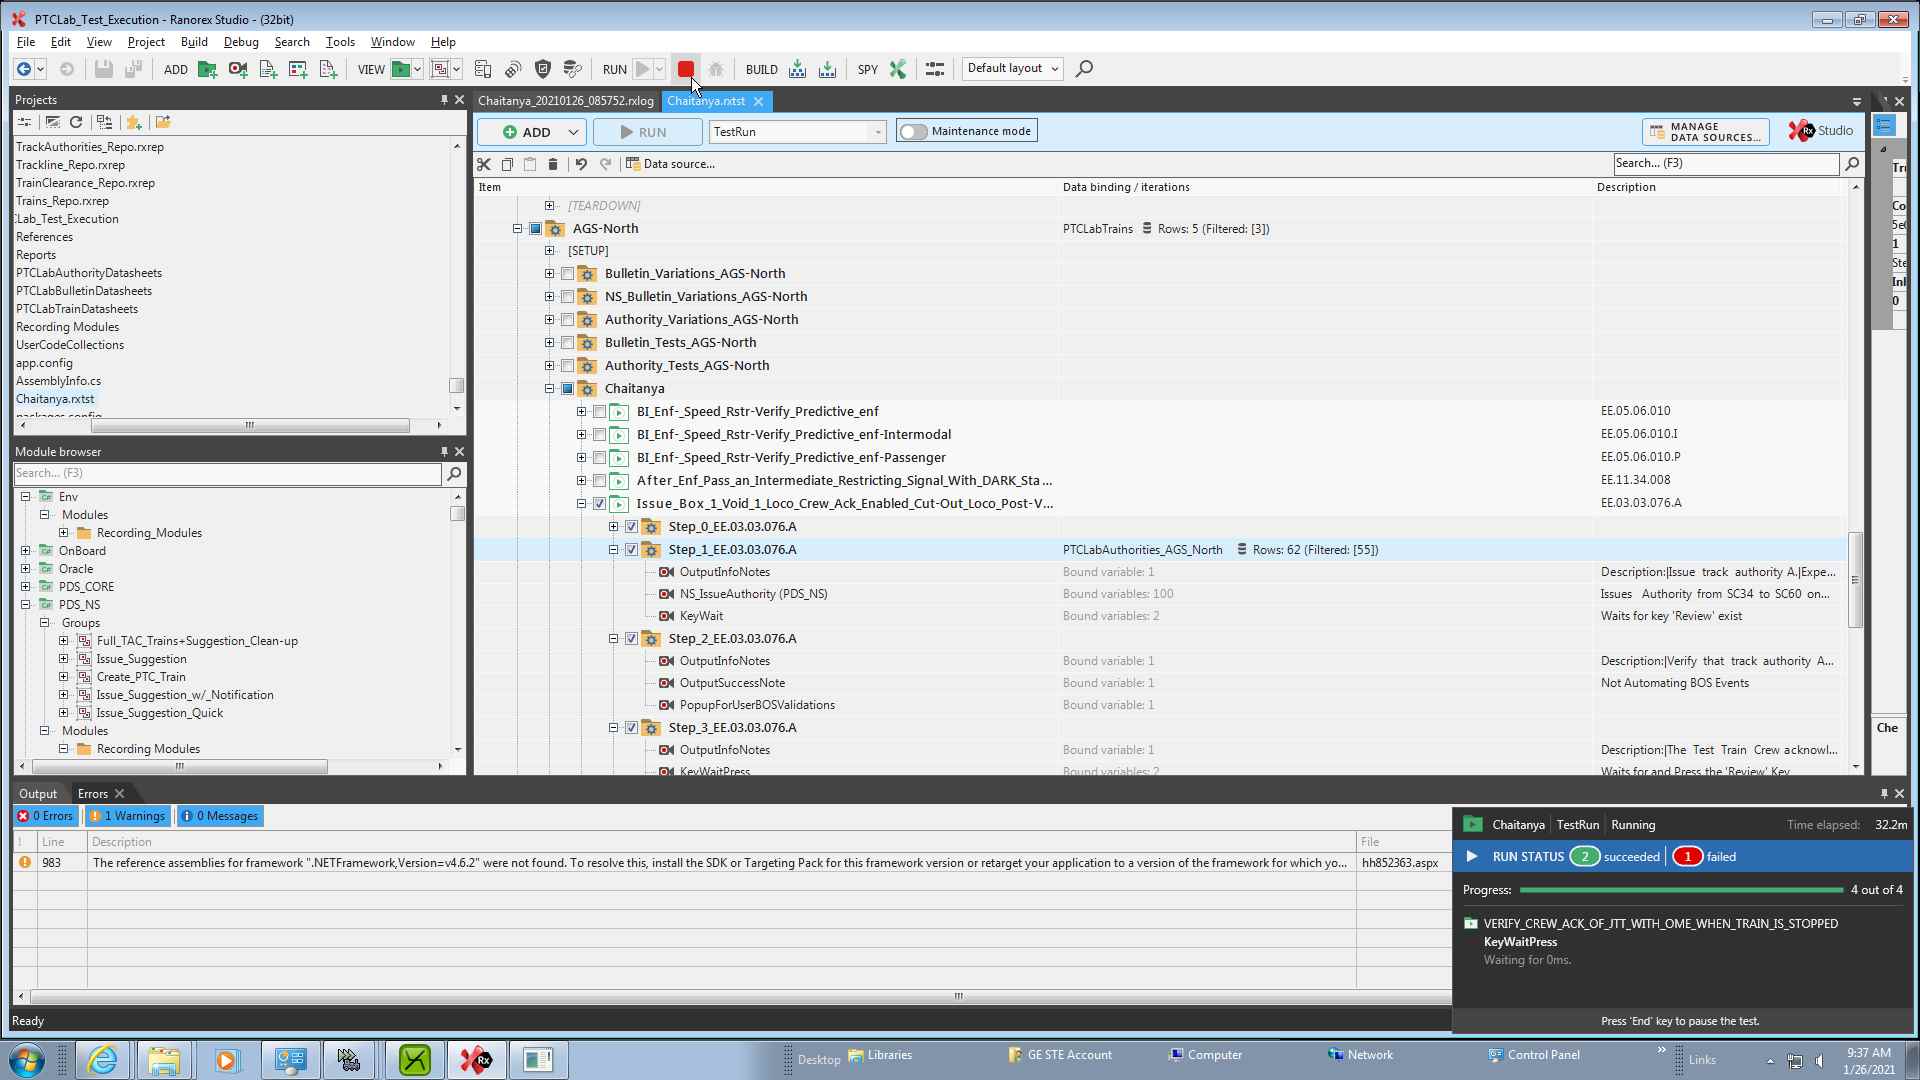 PTCLab_Test_Execution - Ranorex Studio - (32bit)
File Edit View Project Build Debug Search Tools Window Help
ADD VIEW RUN BUILD SPY Default layout
Projects
TrackAuthorities_Repo.rxrep
Trackline_Repo.rxrep
TrainClearance_Repo.rxrep
Trains_Repo.rxrep
Lab_Test_Execution
References
Reports
PTCLabAuthorityDatasheets
PTCLabBulletinDatasheets
PTCLabTrainDatasheets
Recording Modules
UserCodeCollections
app.config
AssemblyInfo.cs
Chaitanya.rxtst
packages.config
Module browser
Search... (F3)
Env
Modules
Recording_Modules
OnBoard
Oracle
PDS_CORE
PDS_NS
Groups
Full_TAC_Trains+Suggestion_Clean-up
Issue_Suggestion
Create_PTC_Train
Issue_Suggestion_w/_Notification
Issue_Suggestion_Quick
Modules
Recording Modules
Chaitanya_20210126_085752.rxlog Chaitanya.rxtst
ADD RUN TestRun Maintenance mode MANAGE DATA SOURCES... Rx Studio
Data source... Search... (F3)
Item Data binding / iterations Description
[TEARDOWN]
AGS-North PTCLabTrains Rows: 5 (Filtered: [3])
[SETUP]
Bulletin_Variations_AGS-North
NS_Bulletin_Variations_AGS-North
Authority_Variations_AGS-North
Bulletin_Tests_AGS-North
Authority_Tests_AGS-North
Chaitanya
BI_Enf-_Speed_Rstr-Verify_Predictive_enf EE.05.06.010
BI_Enf-_Speed_Rstr-Verify_Predictive_enf-Intermodal EE.05.06.010.I
BI_Enf-_Speed_Rstr-Verify_Predictive_enf-Passenger EE.05.06.010.P
After_Enf_Pass_an_Intermediate_Restricting_Signal_With_DARK_Sta ... EE.11.34.008
Issue_Box_1_Void_1_Loco_Crew_Ack_Enabled_Cut-Out_Loco_Post-V... EE.03.03.076.A
Step_0_EE.03.03.076.A
Step_1_EE.03.03.076.A PTCLabAuthorities_AGS_North Rows: 62 (Filtered: [55])
OutputInfoNotes Bound variable: 1 Description:|Issue track authority A.|Expe...
NS_IssueAuthority (PDS_NS) Bound variables: 100 Issues Authority from SC34 to SC60 on...
KeyWait Bound variables: 2 Waits for key 'Review' exist
Step_2_EE.03.03.076.A
OutputInfoNotes Bound variable: 1 Description:|Verify that track authority A...
OutputSuccessNote Bound variable: 1 Not Automating BOS Events
PopupForUserBOSValidations Bound variable: 1
Step_3_EE.03.03.076.A
OutputInfoNotes Bound variable: 1 Description:|The Test Train Crew acknowl...
KeyWaitPress Bound variables: 2 Waits for and Press the 'Review' Key
Co
1
Ste
0
Che
Output Errors
0 Errors 1 Warnings 0 Messages
! Line Description File
983 The reference assemblies for framework ".NETFramework,Version=v4.6.2" were not found. To resolve this, install the SDK or Targeting Pack for this framework version or retarget your application to a version of the framework for which yo... hh852363.aspx
Chaitanya TestRun Running Time elapsed: 32.2m
RUN STATUS 2 succeeded 1 failed
Progress: 4 out of 4
VERIFY_CREW_ACK_OF_JTT_WITH_OME_WHEN_TRAIN_IS_STOPPED
KeyWaitPress
Waiting for 0ms.
Press 'End' key to pause the test.
Ready
Desktop Libraries GE STE Account Computer Network Control Panel » Links
9:37 AM
1/26/2021